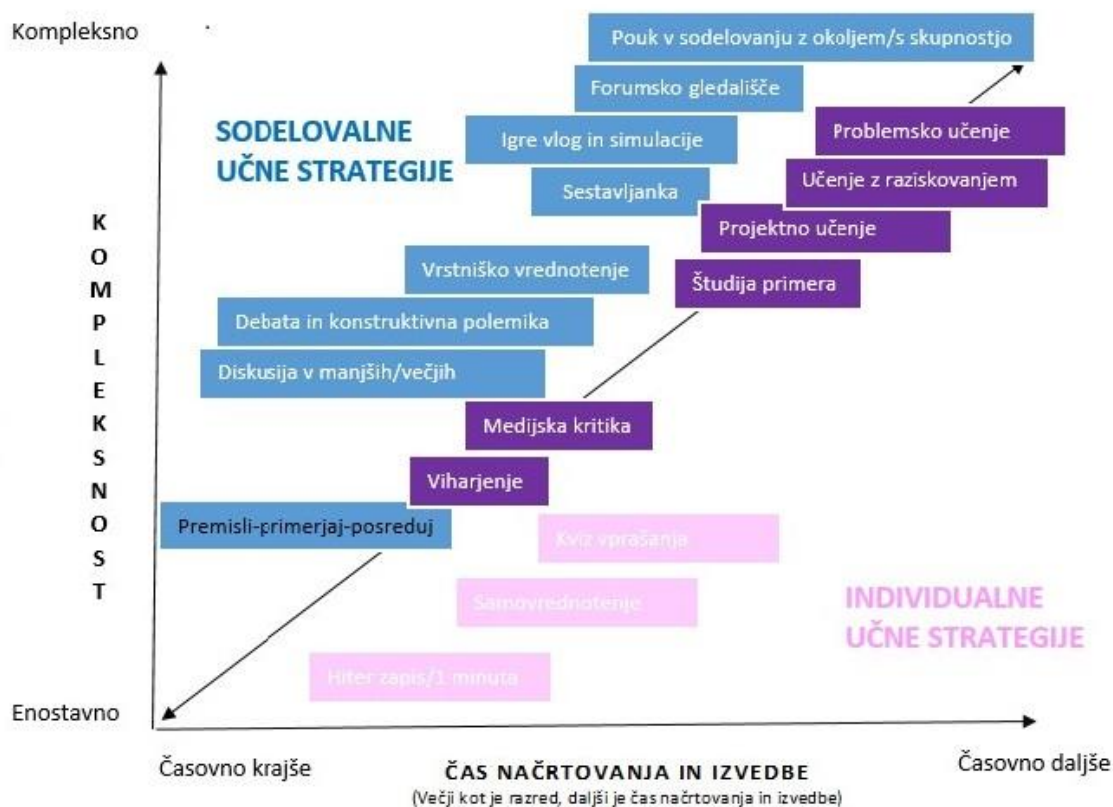 Kompleksno
Pouk v sodelovanju z okoljem/s skupnostjo
Forumsko gledališče
SODELOVALNE
UČNE STRATEGIJE
Igre vlog in simulacije
Problemsko učenje
Sestavljanka
Učenje z raziskovanjem
Projektno učenje
Vrstniško vrednotenje
Študija primera
Debata in konstruktivna polemika
Diskusija v manjših/večjih
Medijska kritika
Viharjenje
Premisli-primerjaj-posreduj
Kviz vprašanja
Samovrednotenje
INDIVIDUALNE
UČNE STRATEGIJE
Hiter zapis/1 minuta
KOMPLEKSNOST
Enostavno
Časovno krajše
ČAS NAČRTOVANJA IN IZVEDBE
(Večji kot je razred, daljši je čas načrtovanja in izvedbe)
Časovno daljše